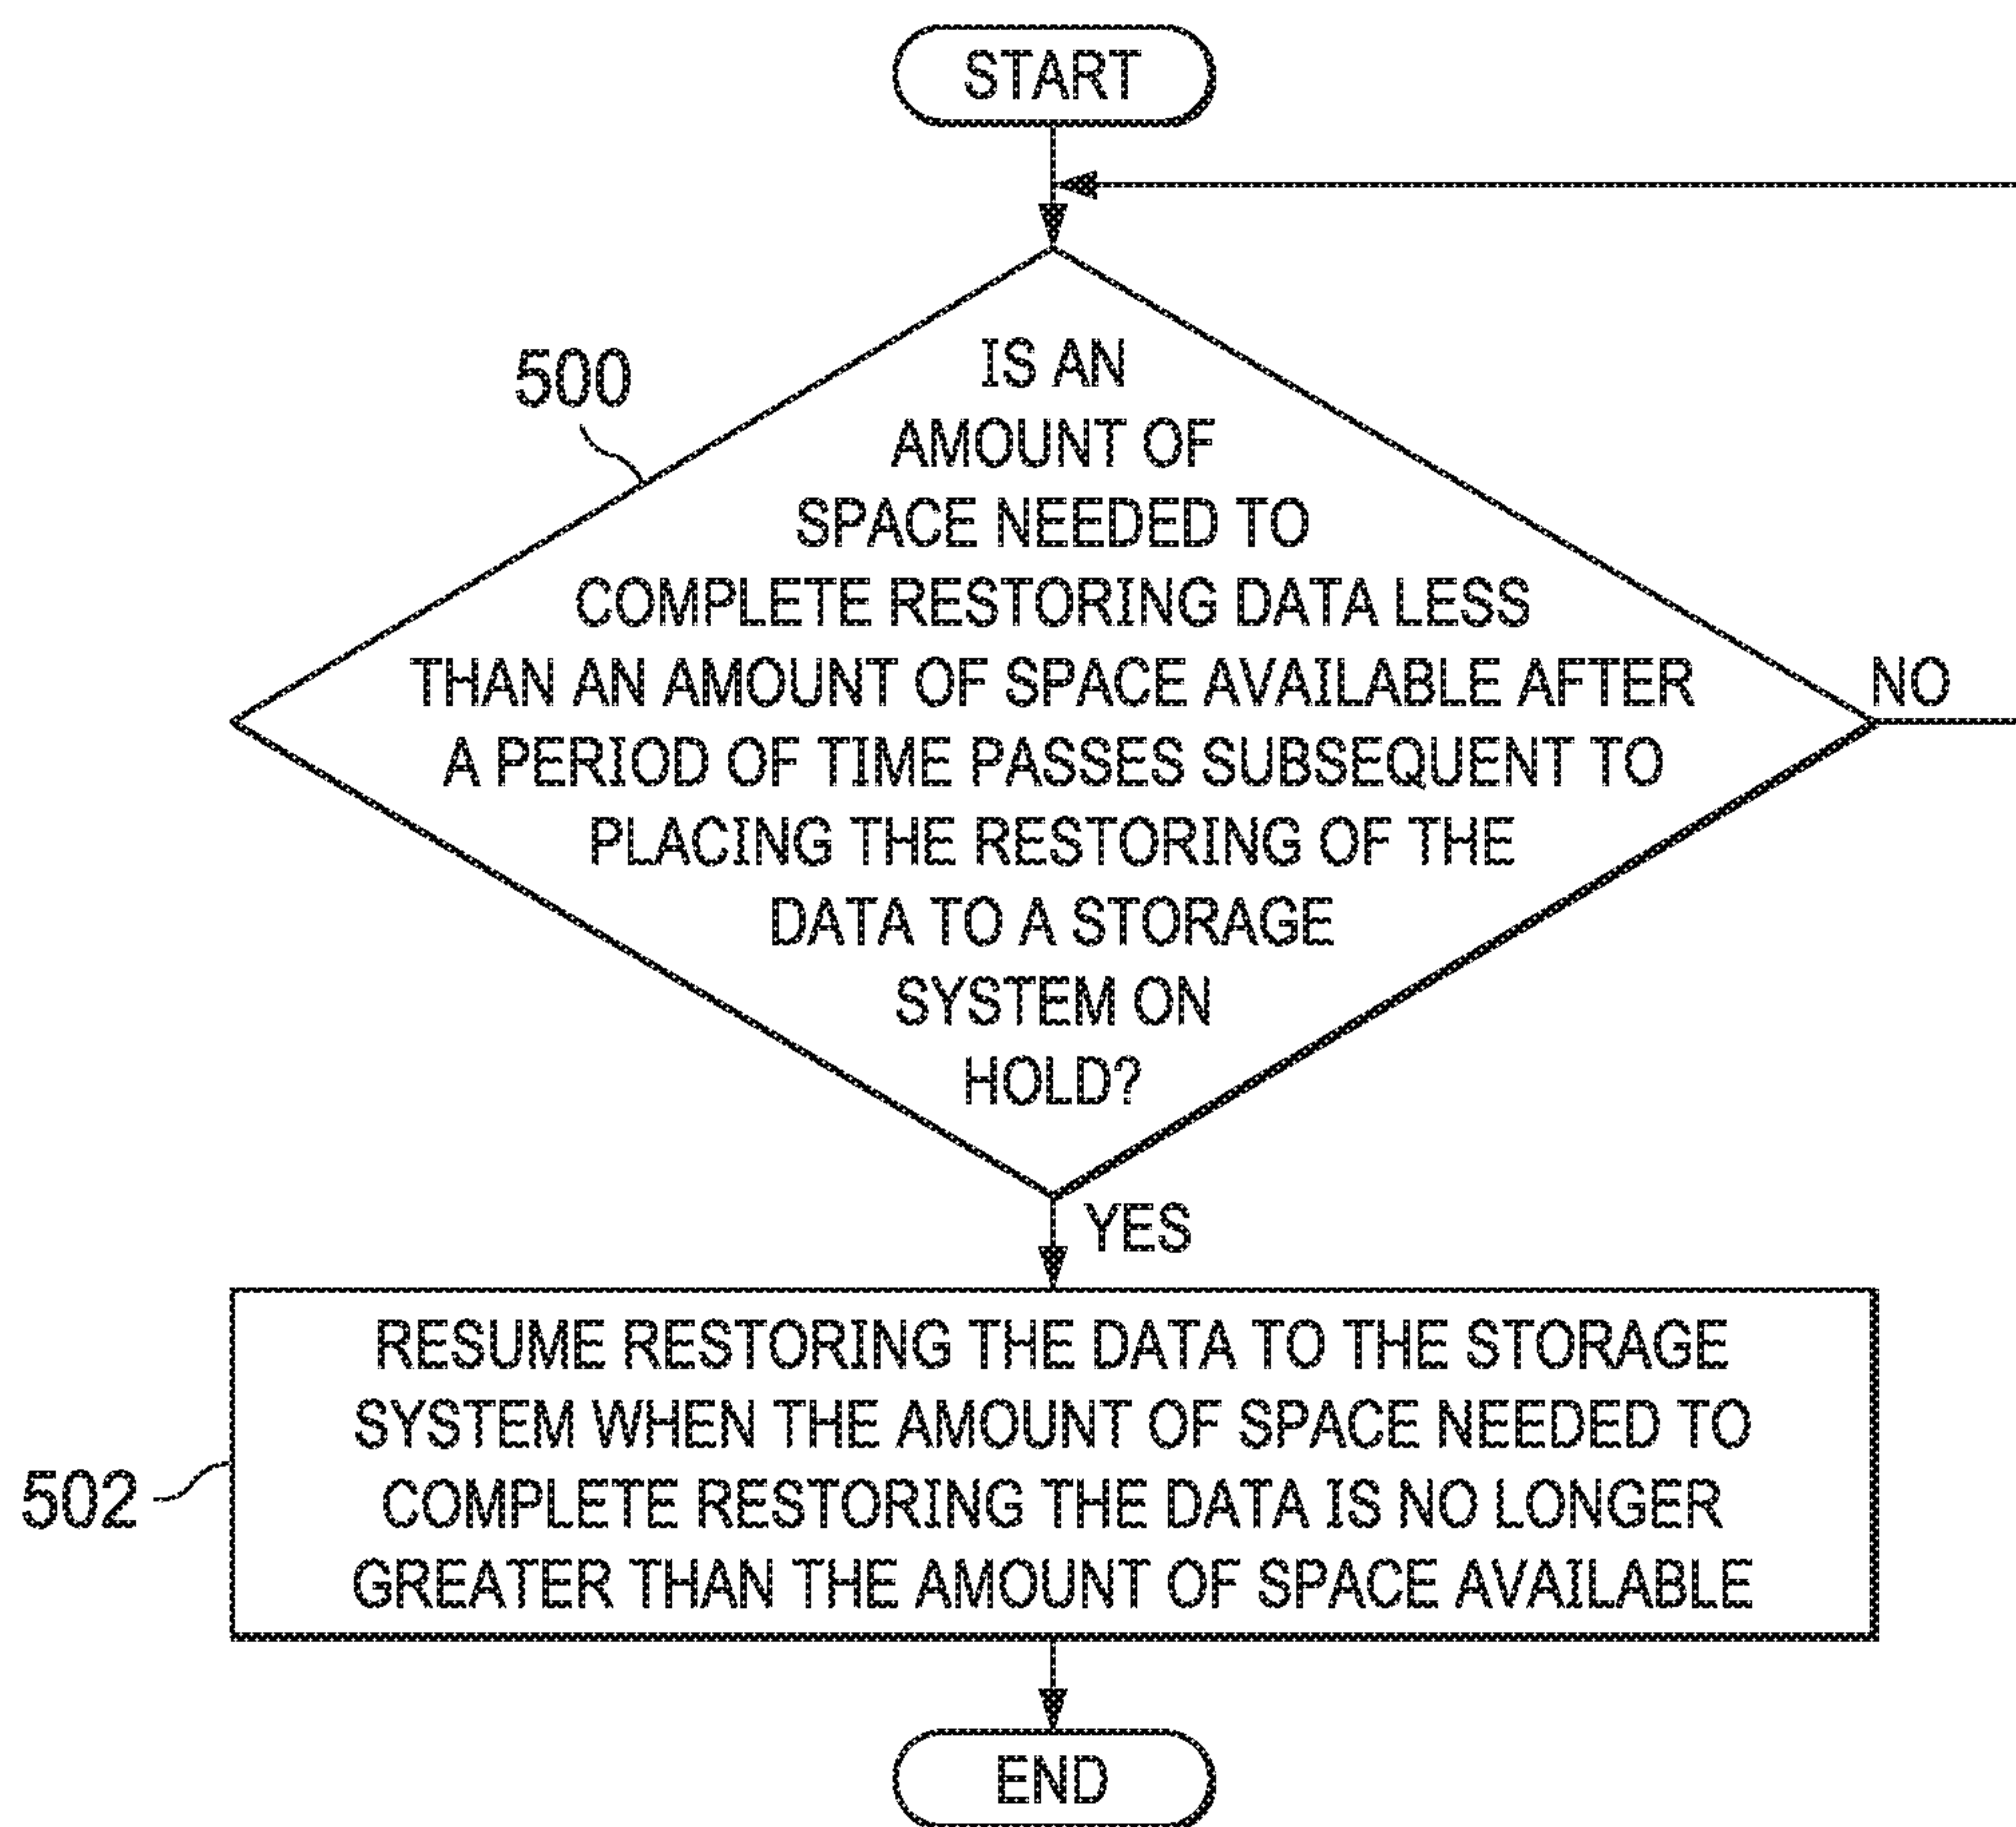 START
500
IS AN
AMOUNT OF
SPACE NEEDED TO
COMPLETE RESTORING DATA LESS
THAN AN AMOUNT OF SPACE AVAILABLE AFTER
A PERIOD OF TIME PASSES SUBSEQUENT TO
PLACING THE RESTORING OF THE
DATA TO A STORAGE
SYSTEM ON
HOLD?
NO
YES
502
RESUME RESTORING THE DATA TO THE STORAGE
SYSTEM WHEN THE AMOUNT OF SPACE NEEDED TO
COMPLETE RESTORING THE DATA IS NO LONGER
GREATER THAN THE AMOUNT OF SPACE AVAILABLE
END